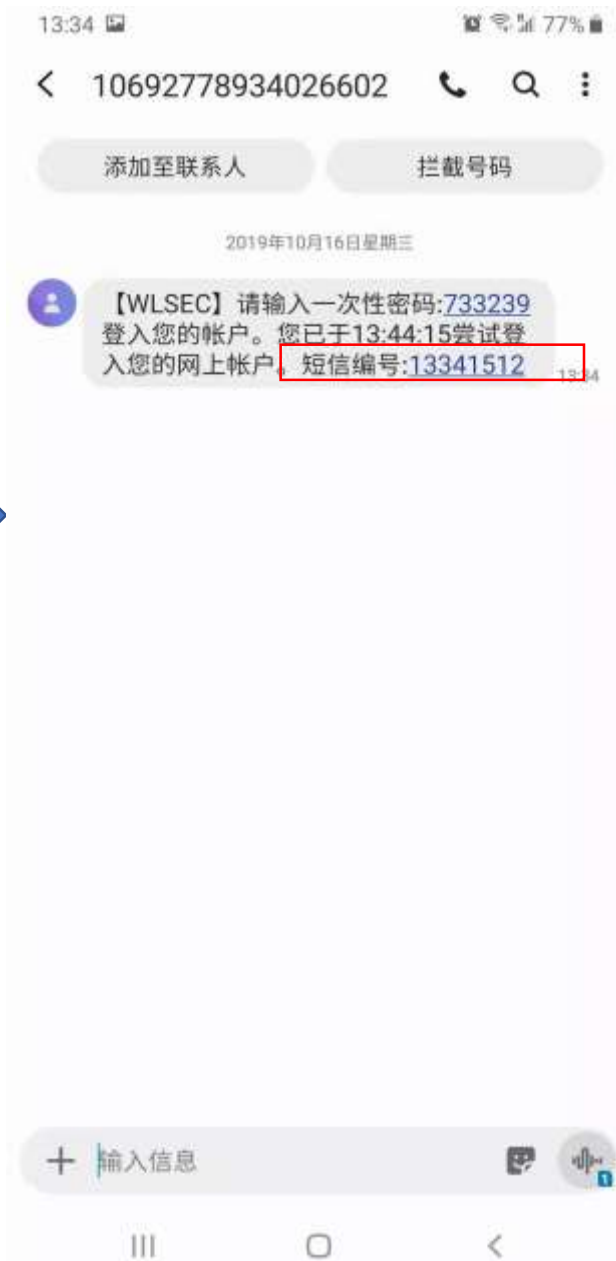 13:34 77%
10692778934026602
添加至联系人 拦截号码
2019年10月16日星期三
【WLSEC】请输入一次性密码:733239
登入您的帐户。您已于13:44:15尝试登
入您的网上帐户。短信编号:13341512
13:34
输入信息